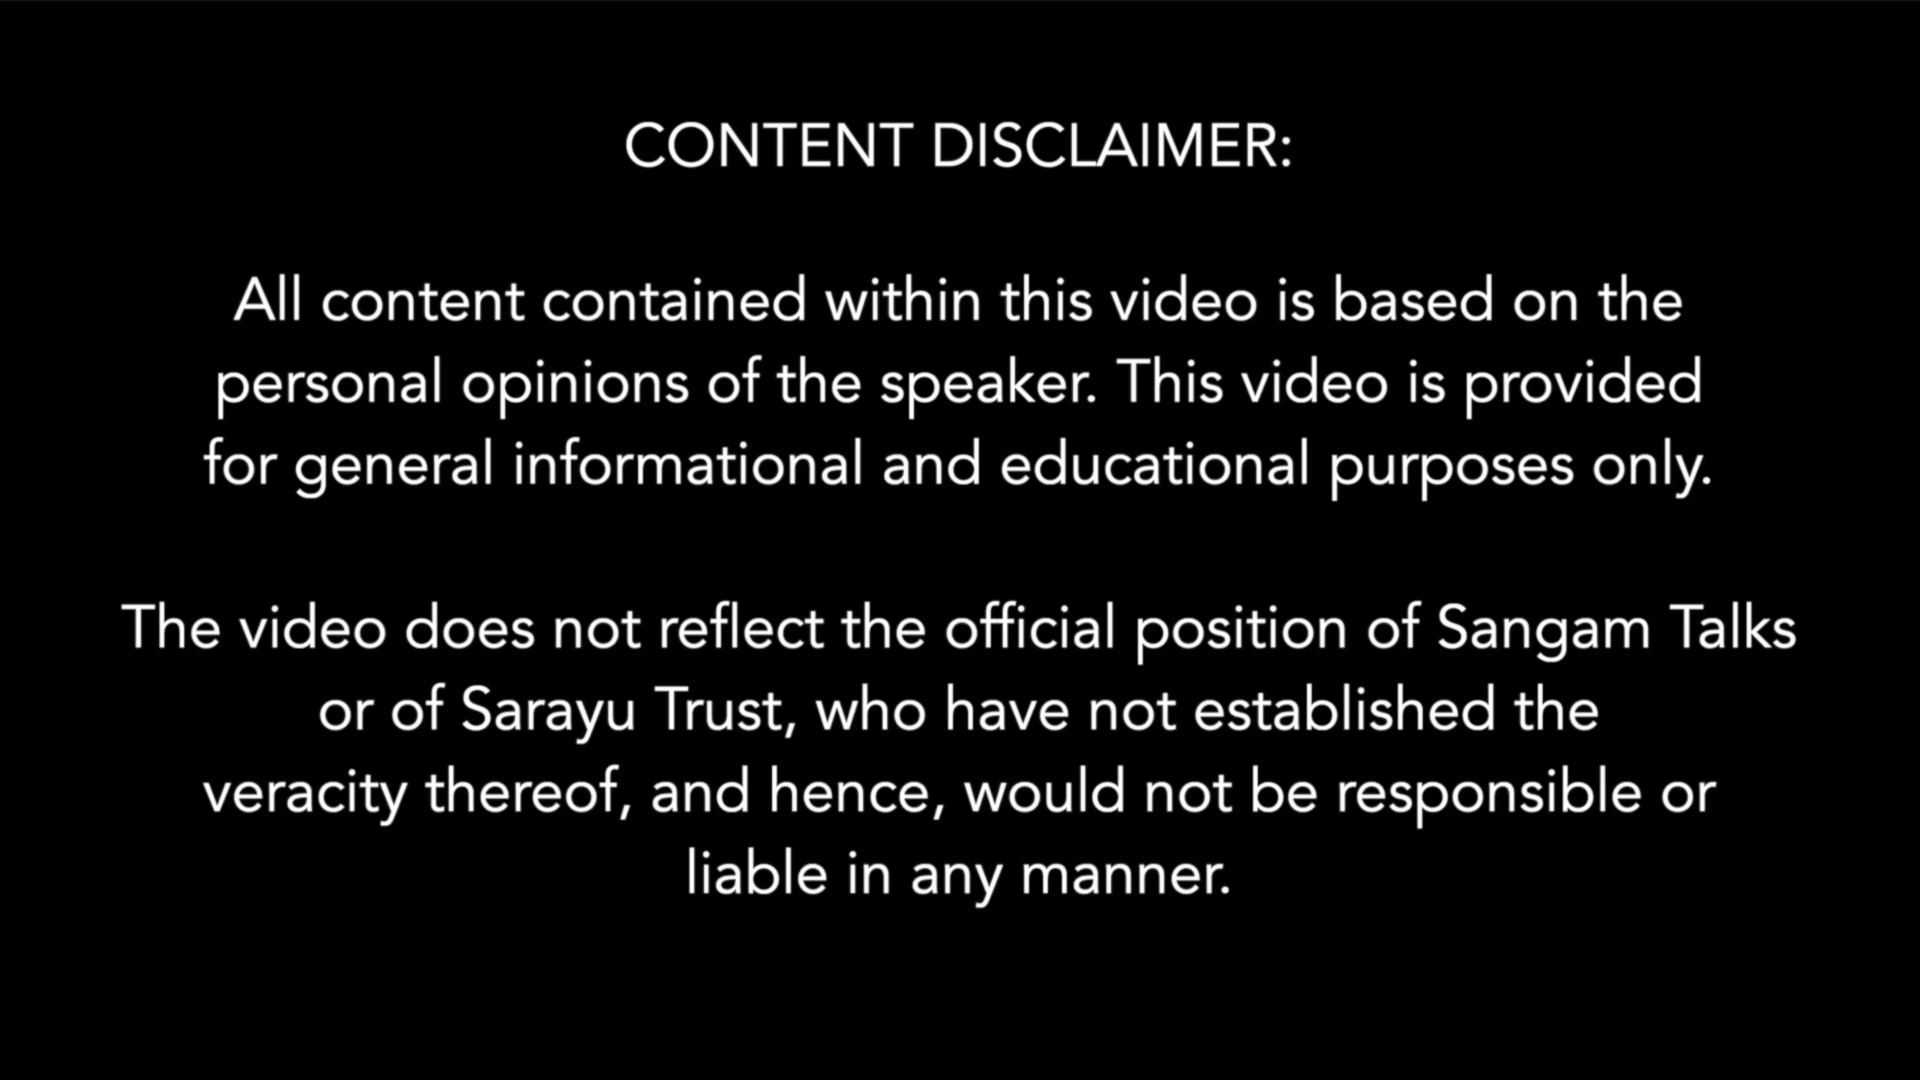 CONTENT DISCLAIMER:
All content contained within this video is based on the
personal opinions of the speaker. This video is provided
for general informational and educational purposes only.
The video does not reflect the official position of Sangam Talks
or of Sarayu Trust, who have not established the
veracity thereof, and hence, would not be responsible or
liable in any manner.